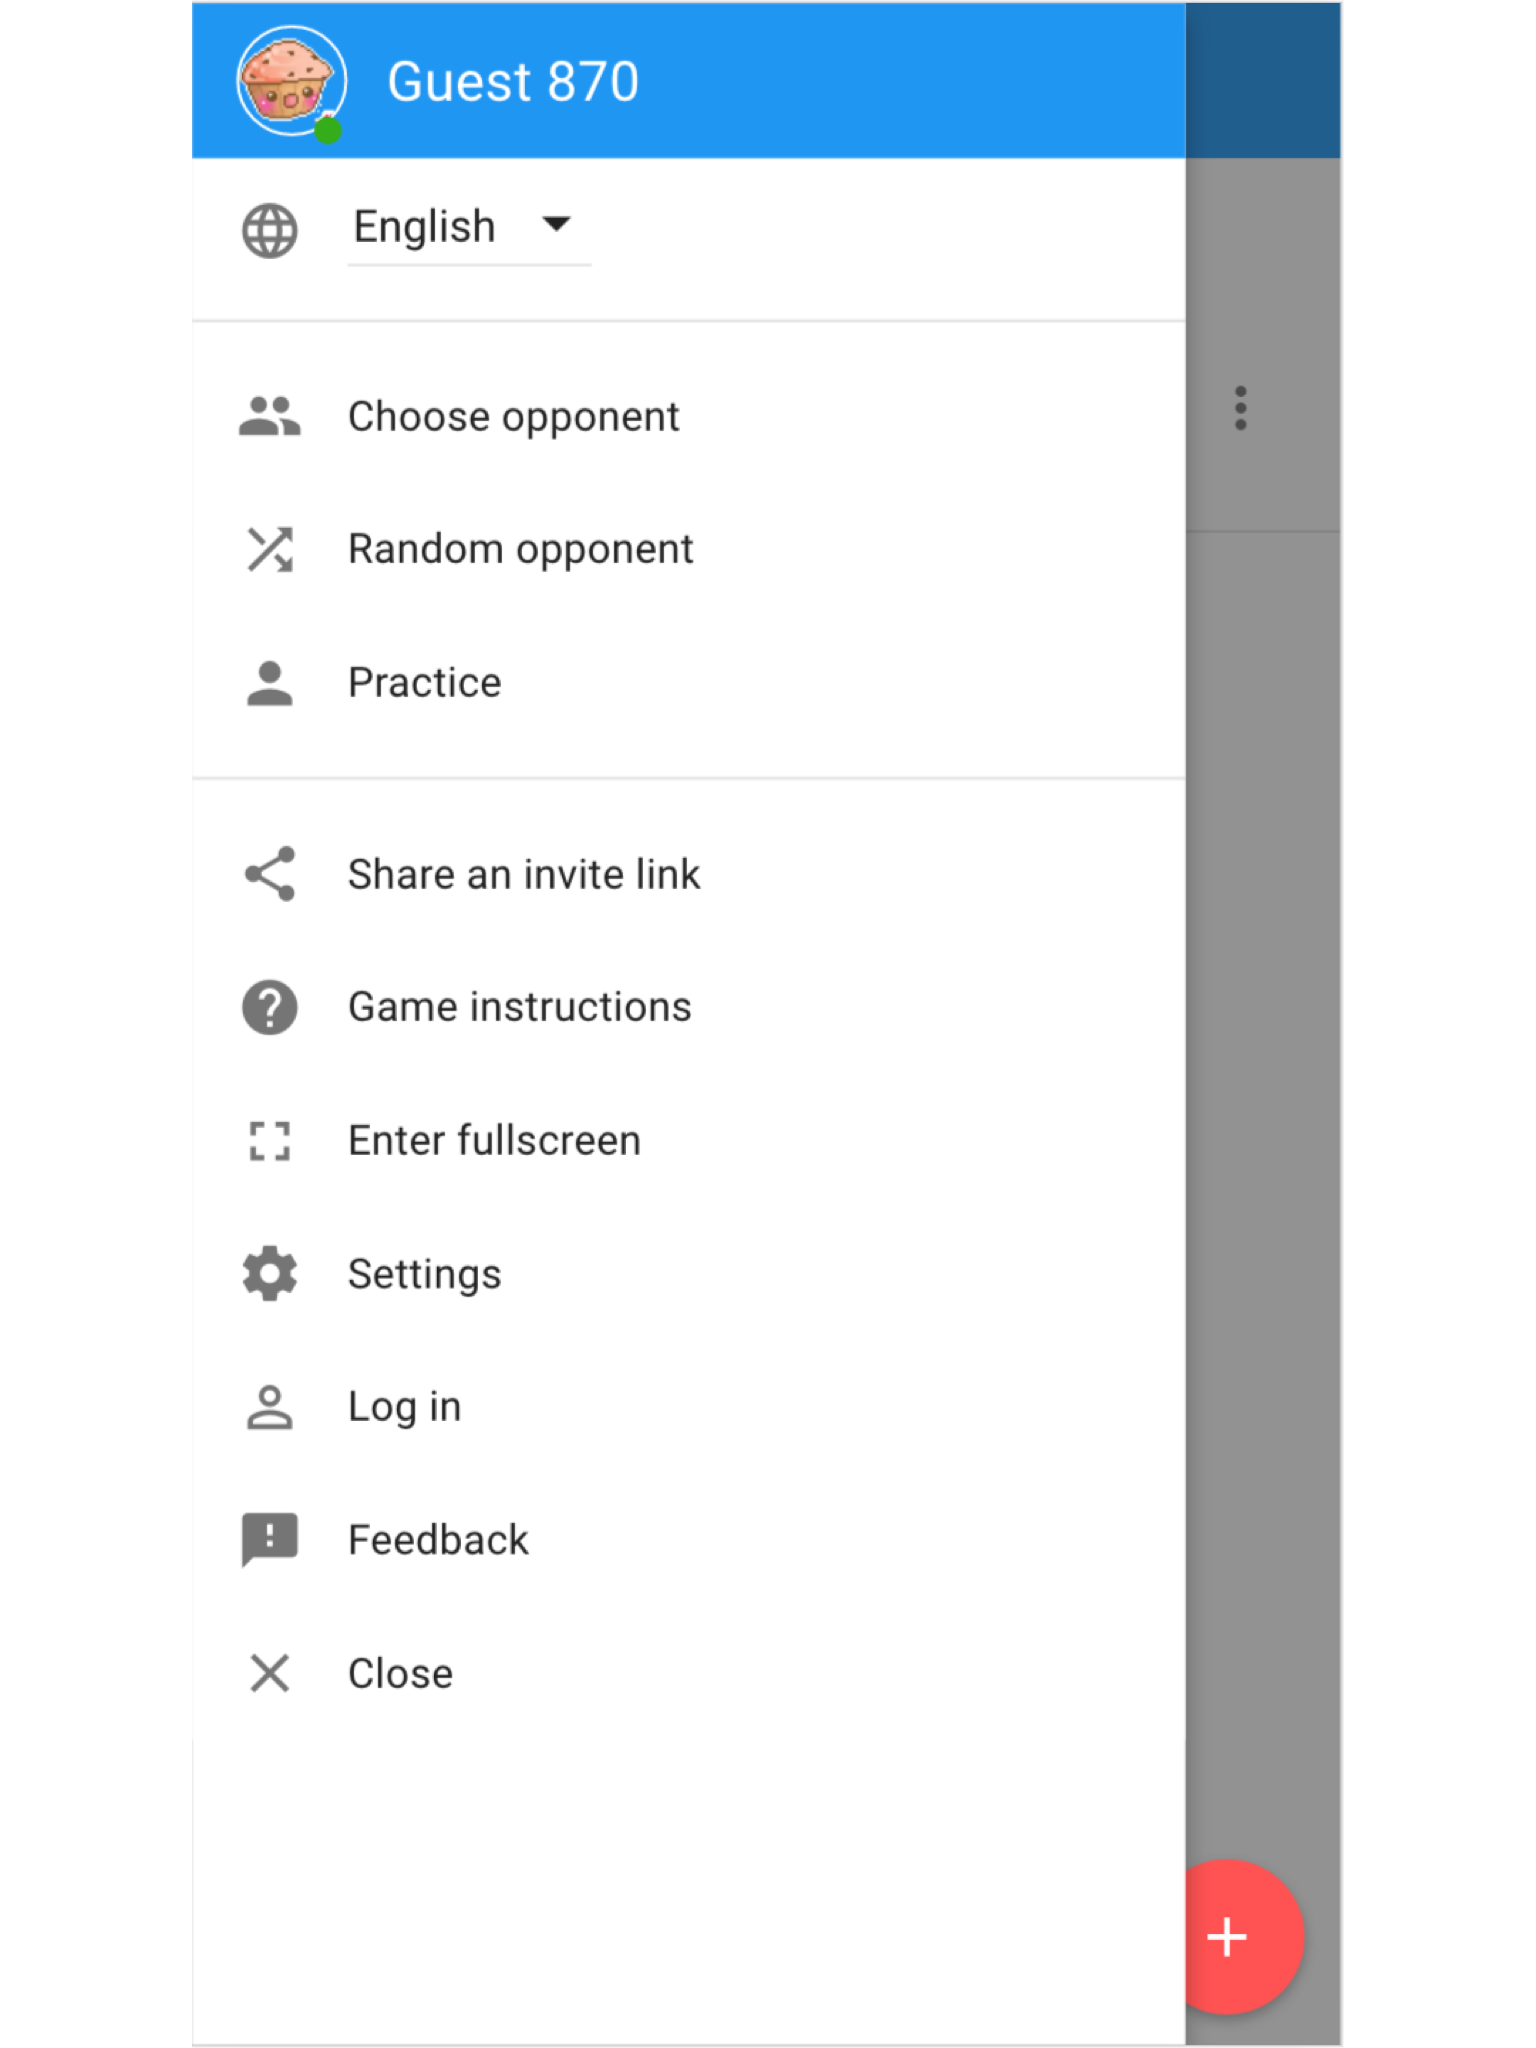 Guest 870
English
Choose opponent
Random opponent
Practice
Share an invite link
Game instructions
Enter fullscreen
Settings
Log in
Feedback
Close